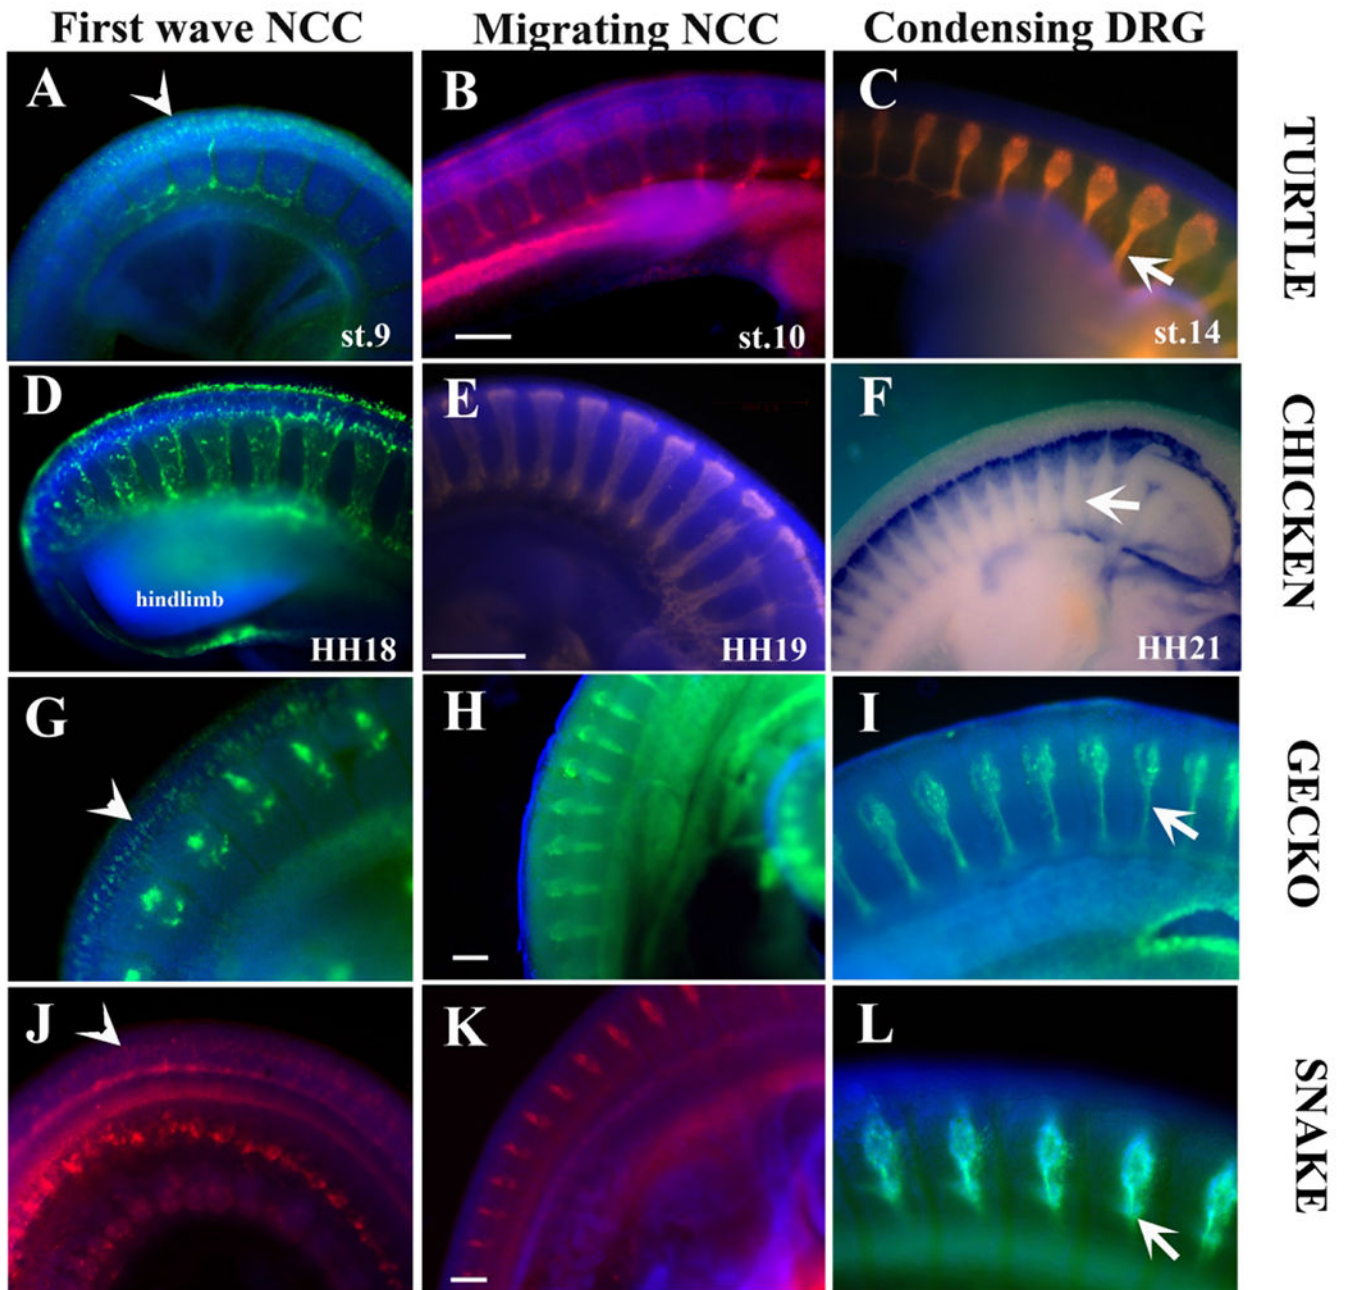 First wave NCC
Migrating NCC
Condensing DRG
A
st.9
B
st.10
C
st.14
TURTLE
D
hindlimb
HH18
E
HH19
F
HH21
CHICKEN
G
H
I
GECKO
J
K
L
SNAKE